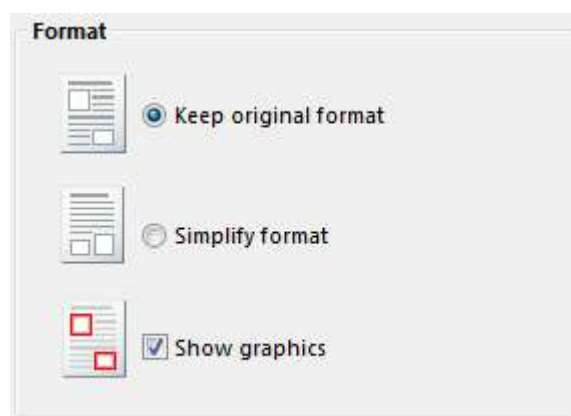 Format
Keep original format
Simplify format
Show graphics